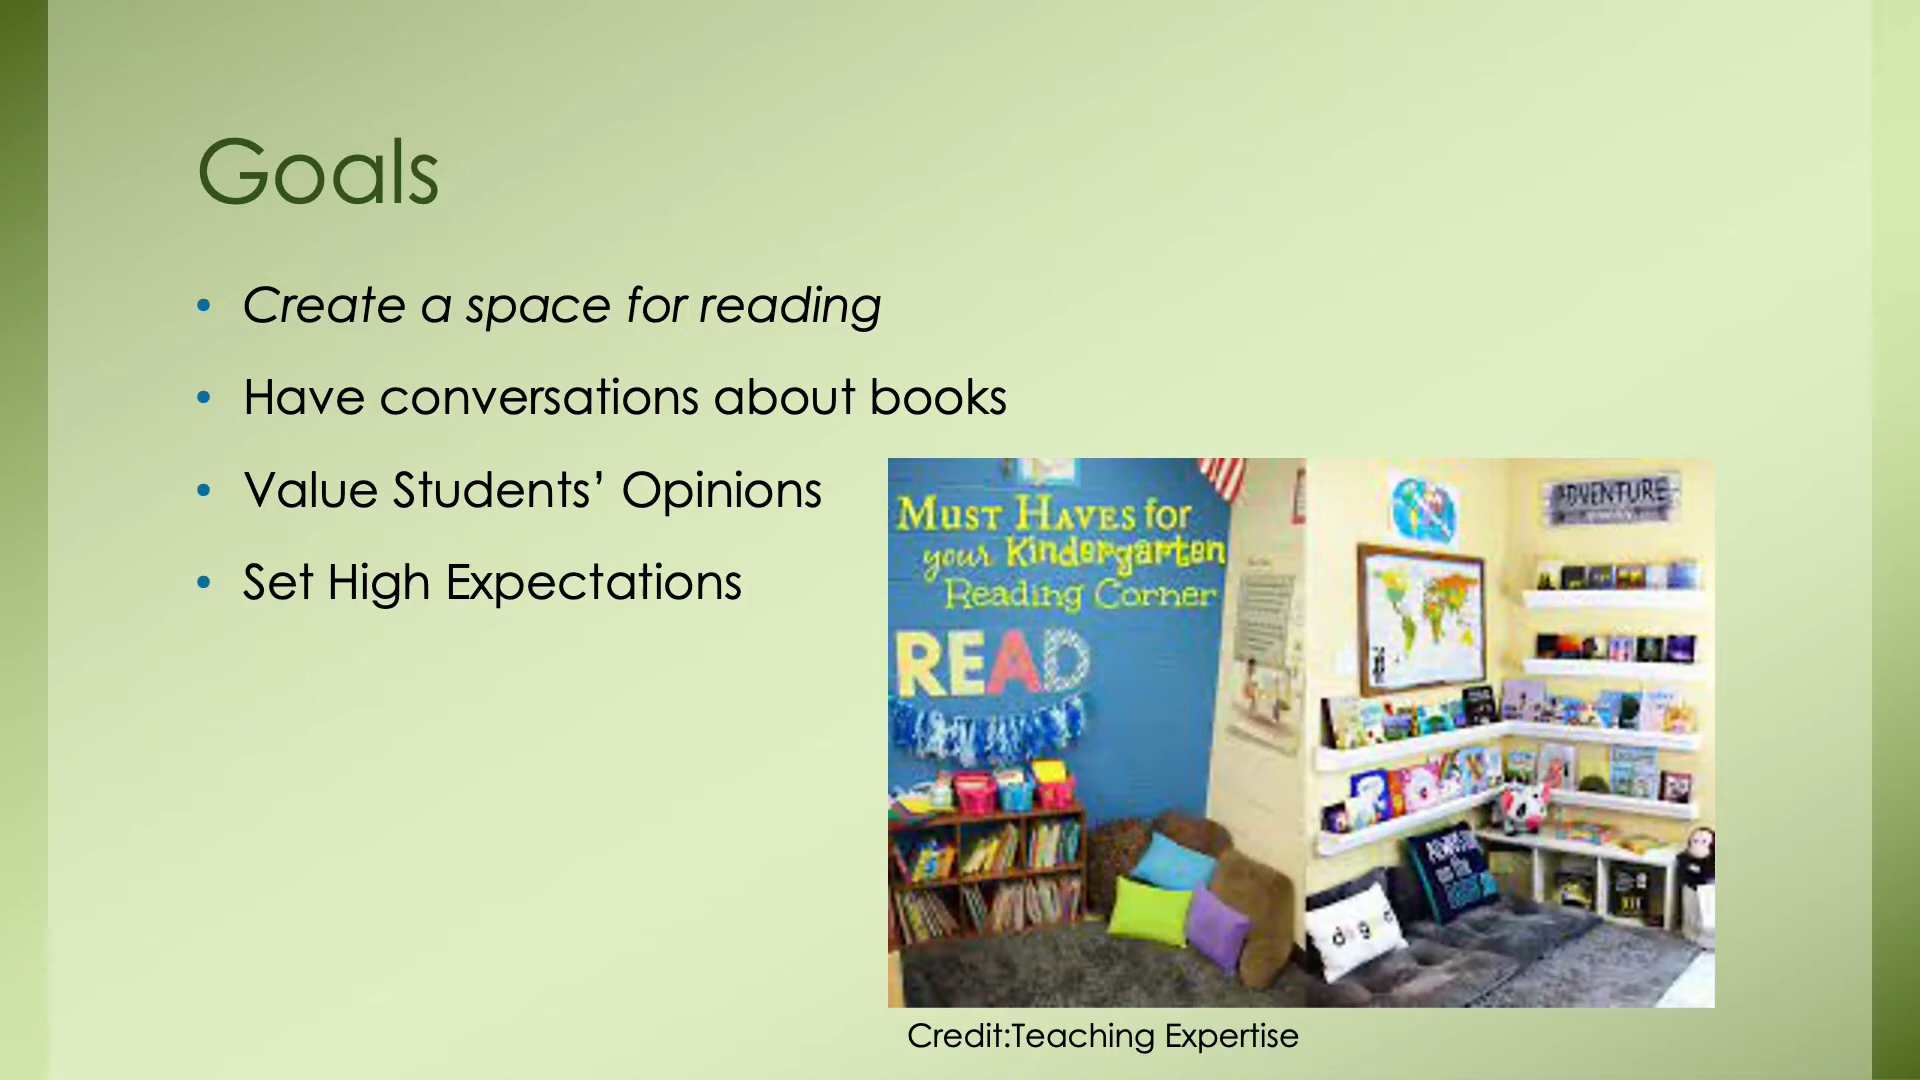 Goals
• Create a space for reading
• Have conversations about books
• Value Students’ Opinions
• Set High Expectations
Must Haves for
your Kindergarten
Reading Corner
READ
ADVENTURE
Credit:Teaching Expertise